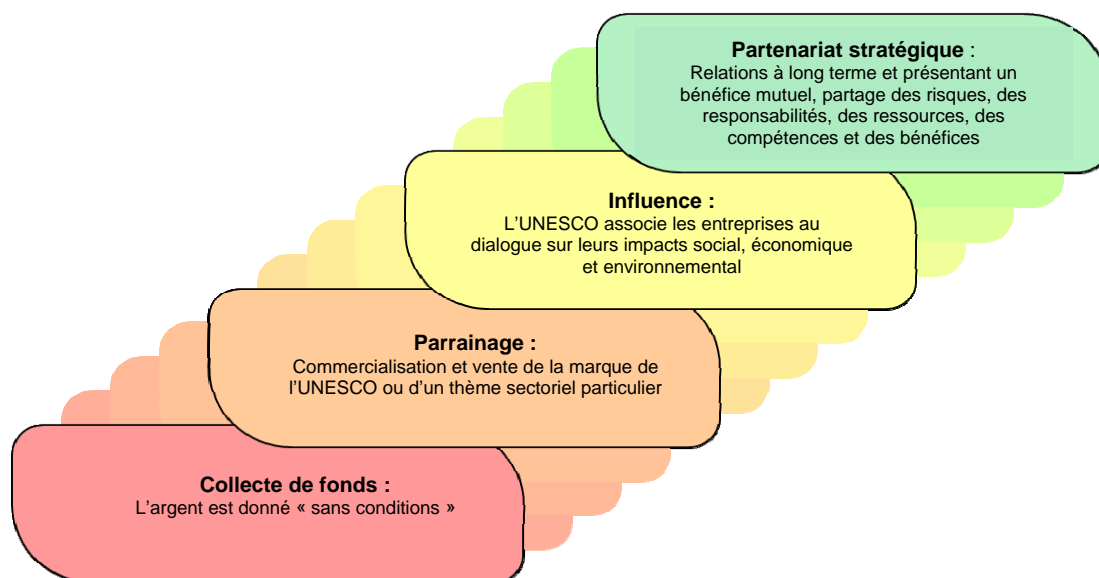 Partenariat stratégique :
Relations à long terme et présentant un
bénéfice mutuel, partage des risques, des
responsabilités, des ressources, des
compétences et des bénéfices
Influence :
L’UNESCO associe les entreprises au
dialogue sur leurs impacts social, économique
et environnemental
Parrainage :
Commercialisation et vente de la marque de
l’UNESCO ou d’un thème sectoriel particulier
Collecte de fonds :
L’argent est donné « sans conditions »